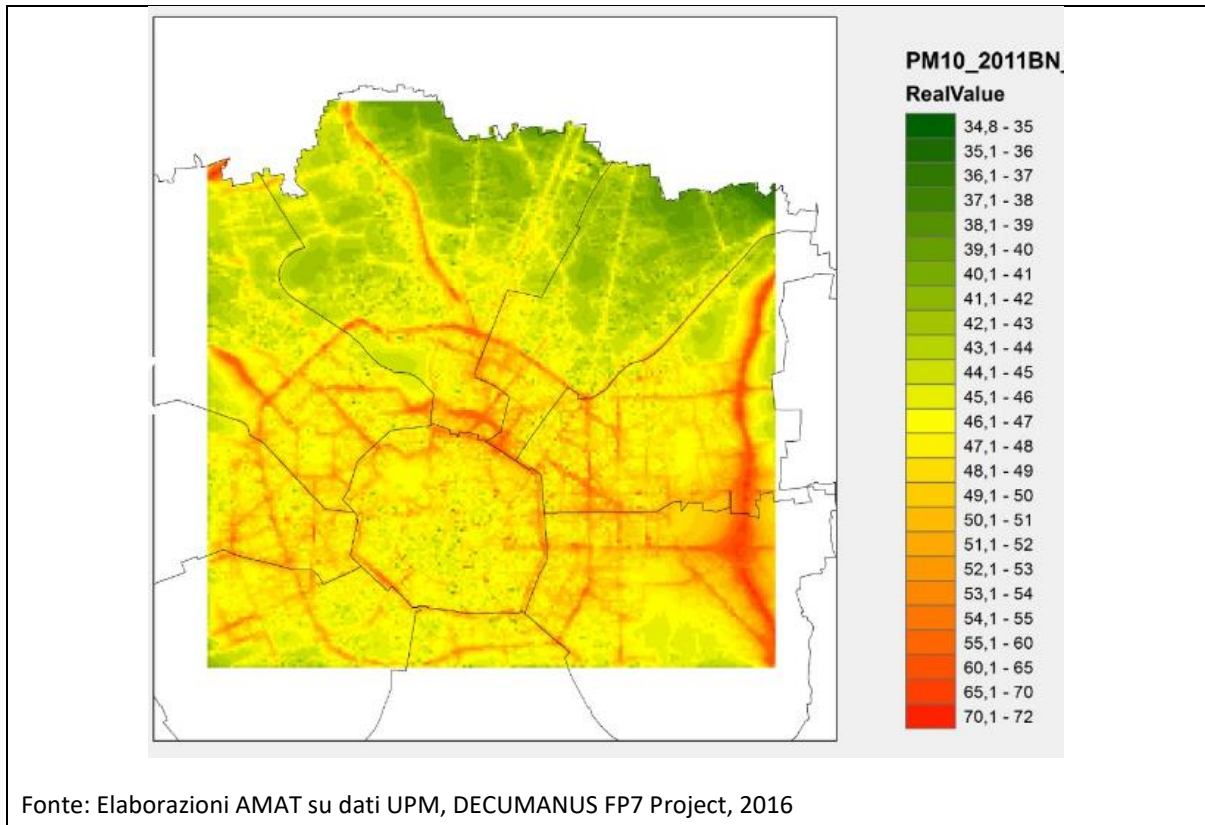 PM10_2011BN_
RealValue
34,8 - 35
35,1 - 36
36,1 - 37
37,1 - 38
38,1 - 39
39,1 - 40
40,1 - 41
41,1 - 42
42,1 - 43
43,1 - 44
44,1 - 45
45,1 - 46
46,1 - 47
47,1 - 48
48,1 - 49
49,1 - 50
50,1 - 51
51,1 - 52
52,1 - 53
53,1 - 54
54,1 - 55
55,1 - 60
60,1 - 65
65,1 - 70
70,1 - 72
Fonte: Elaborazioni AMAT su dati UPM, DECUMANUS FP7 Project, 2016